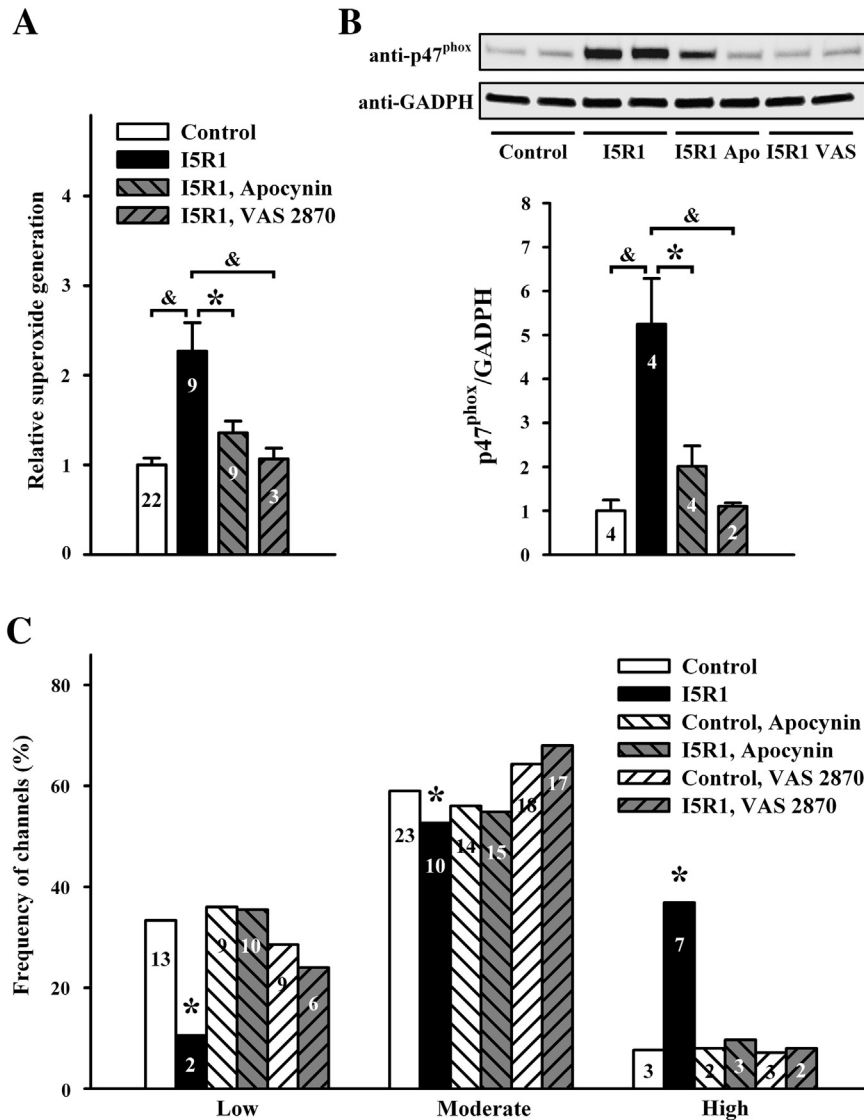 A
B
anti-p47phox
anti-GADPH
Control I5R1 I5R1 Apo I5R1 VAS
Control
I5R1
I5R1, Apocynin
I5R1, VAS 2870
Relative superoxide generation
4
3
2
1
0
&
& *
22 9 9 3
p47phox/GADPH
8
7
6
5
4
3
2
1
0
&
& *
4 4 4 2
C
Control
I5R1
Control, Apocynin
I5R1, Apocynin
Control, VAS 2870
I5R1, VAS 2870
Frequency of channels (%)
80
60
40
20
0
13 * 2 9 10 9 6
23 * 10 14 15 18 17
3 * 7 2 3 3 2
Low Moderate High